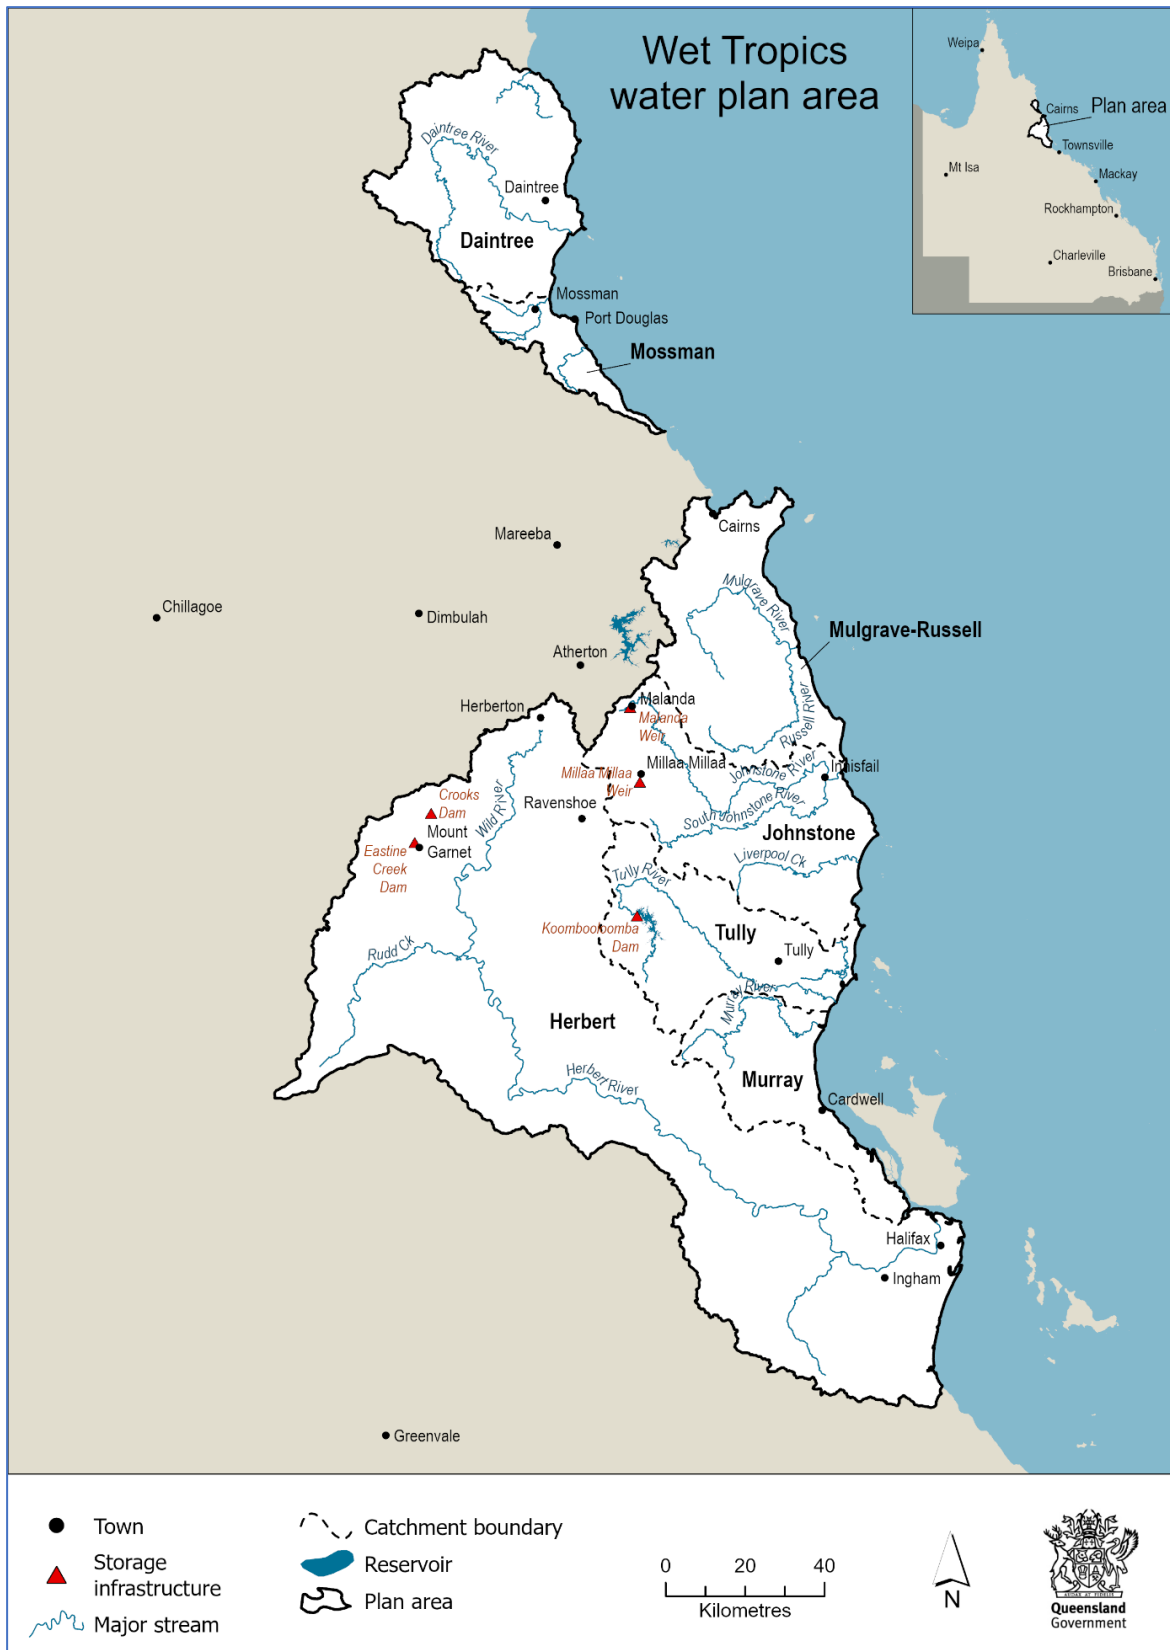 Wet Tropics
water plan area
Weipa
Cairns
Plan area
Townsville
Mt Isa
Mackay
Rockhampton
Charleville
Brisbane
Daintree River
Daintree
Daintree
Mossman
Port Douglas
Mossman
Cairns
Mareeba
Mulgrave River
Chillagoe
Dimbulah
Mulgrave-Russell
Atherton
Malanda
Herberton
Malanda
Weir
Russell River
Millaa Millaa
Johnstone River
Innisfail
Millaa Millaa
Weir
Crooks
Dam
Wild River
Ravenshoe
South Johnstone River
Mount
Garnet
Johnstone
Eastine
Creek
Dam
Liverpool Ck
Tully River
Koombooloomba
Dam
Tully
Tully
Rudd Ck
Murray River
Herbert
Herbert River
Murray
Cardwell
Halifax
Ingham
Greenvale
Town
Storage
infrastructure
Major stream
Catchment boundary
Reservoir
Plan area
0 20 40
Kilometres
N
Queensland
Government